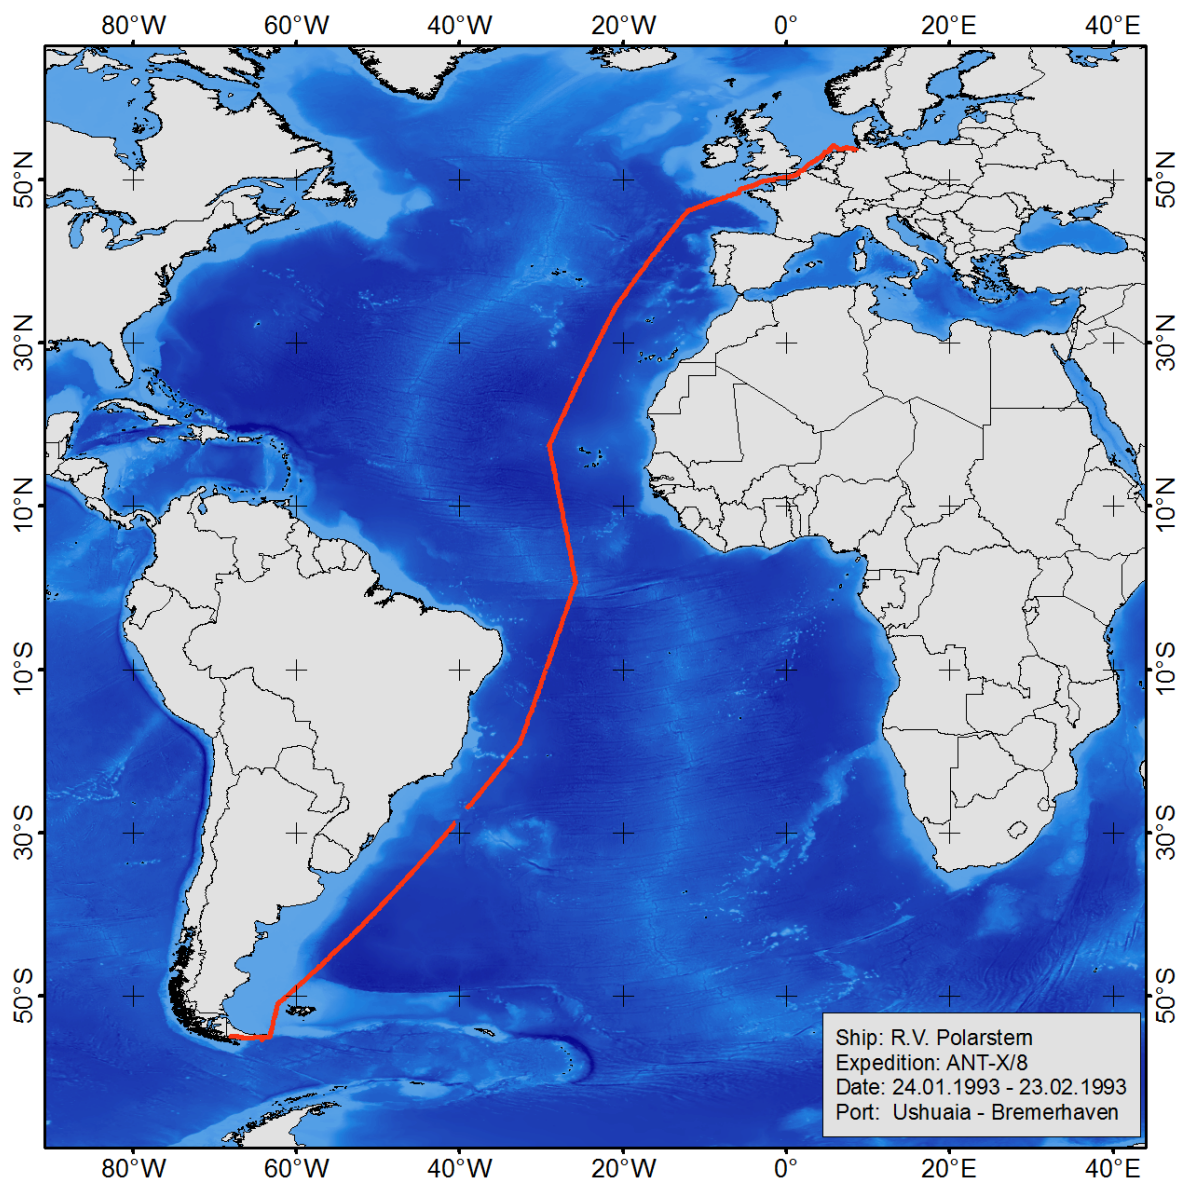 80°W 60°W 40°W 20°W 0° 20°E 40°E
50°N 50°N
30°N 30°N
10°N 10°N
10°S 10°S
30°S 30°S
50°S 50°S
Ship: R.V. Polarstern
Expedition: ANT-X/8
Date: 24.01.1993 - 23.02.1993
Port: Ushuaia - Bremerhaven
80°W 60°W 40°W 20°W 0° 20°E 40°E